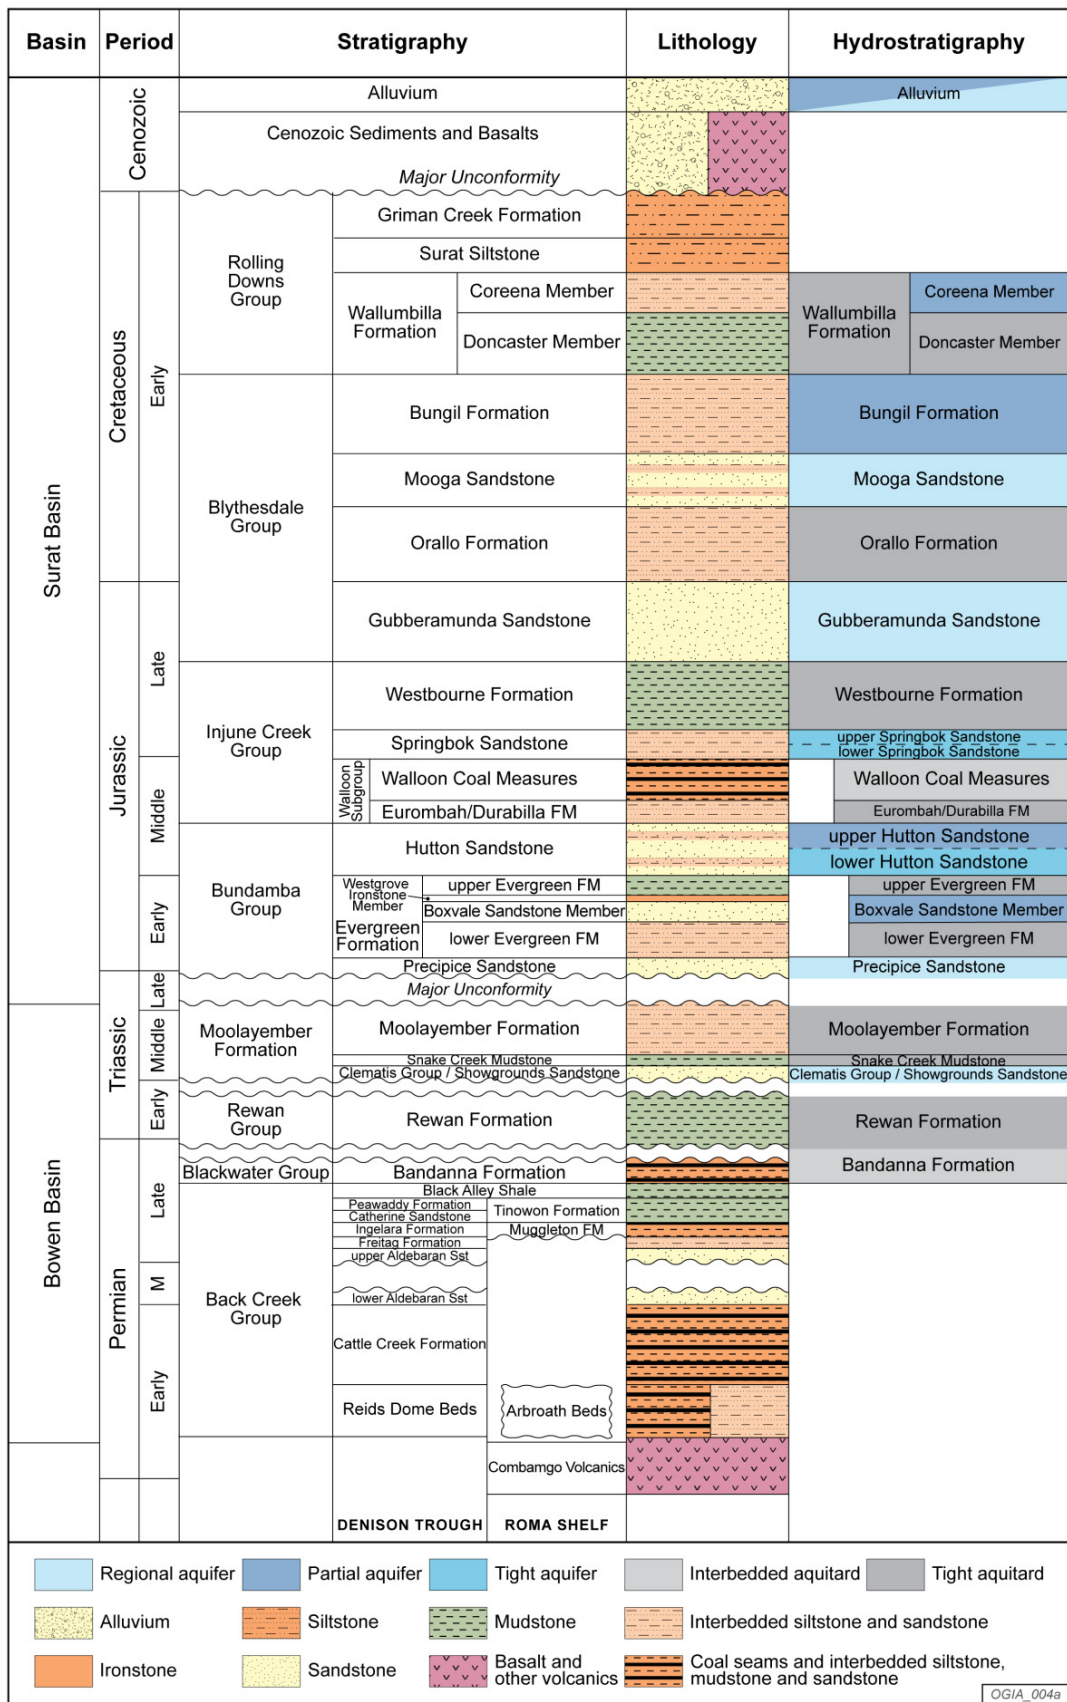 Basin Period Stratigraphy Lithology Hydrostratigraphy
Cenozoic
Alluvium
Alluvium
Cenozoic Sediments and Basalts
Major Unconformity
Surat Basin
Cretaceous
Early
Rolling
Downs
Group
Griman Creek Formation
Surat Siltstone
Wallumbilla
Formation
Coreena Member
Doncaster Member
Wallumbilla
Formation
Coreena Member
Doncaster Member
Blythesdale
Group
Bungil Formation
Bungil Formation
Mooga Sandstone
Mooga Sandstone
Orallo Formation
Orallo Formation
Jurassic
Late
Gubberamunda Sandstone
Gubberamunda Sandstone
Injune Creek
Group
Westbourne Formation
Westbourne Formation
Springbok Sandstone
upper Springbok Sandstone
lower Springbok Sandstone
Middle
Walloon
Subgroup
Walloon Coal Measures
Walloon Coal Measures
Eurombah/Durabilla FM
Eurombah/Durabilla FM
Bundamba
Group
Hutton Sandstone
upper Hutton Sandstone
lower Hutton Sandstone
Early
Westgrove
Ironstone
Member
Evergreen
Formation
upper Evergreen FM
upper Evergreen FM
Boxvale Sandstone Member
Boxvale Sandstone Member
lower Evergreen FM
lower Evergreen FM
Precipice Sandstone
Precipice Sandstone
Triassic
Late
Major Unconformity
Bowen Basin
Middle
Moolayember
Formation
Moolayember Formation
Moolayember Formation
Snake Creek Mudstone
Snake Creek Mudstone
Clematis Group / Showgrounds Sandstone
Clematis Group / Showgrounds Sandstone
Early
Rewan
Group
Rewan Formation
Rewan Formation
Permian
Late
Blackwater Group
Bandanna Formation
Bandanna Formation
Back Creek
Group
Black Alley Shale
Peawaddy Formation
Catherine Sandstone
Tinowon Formation
Ingelara Formation
Muggleton FM
Freitag Formation
upper Aldebaran Sst
M
lower Aldebaran Sst
Early
Cattle Creek Formation
Reids Dome Beds
Arbroath Beds
Combamgo Volcanics
DENISON TROUGH
ROMA SHELF
Regional aquifer
Partial aquifer
Tight aquifer
Interbedded aquitard
Tight aquitard
Alluvium
Siltstone
Mudstone
Interbedded siltstone and sandstone
Ironstone
Sandstone
Basalt and
other volcanics
Coal seams and interbedded siltstone,
mudstone and sandstone
OGIA_004a